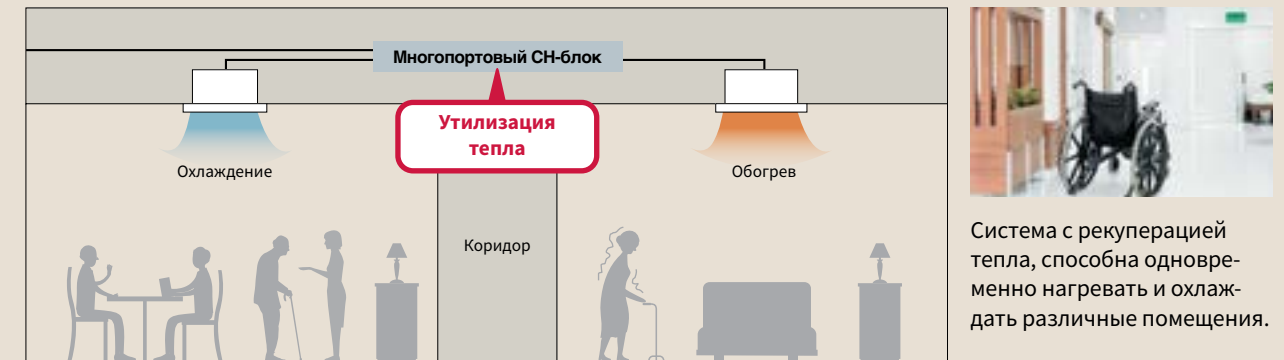 Многопортовый CH-блок
Утилизация
тепла
Охлаждение
Обогрев
Коридор
Система с рекуперацией
тепла, способна одновре-
менно нагревать и охлаж-
дать различные помещения.